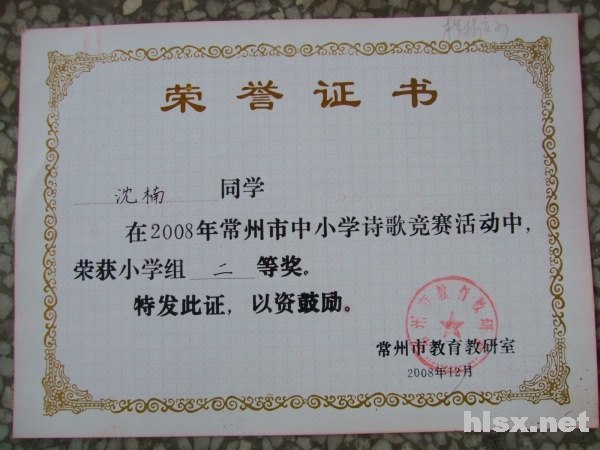 荣誉证书
沈楠 同学
在2008年常州市中小学诗歌竞赛活动中,
荣获小学组 二 等奖。
特发此证, 以资鼓励。
常州市教育教研室
2008年12月
hlsx.net